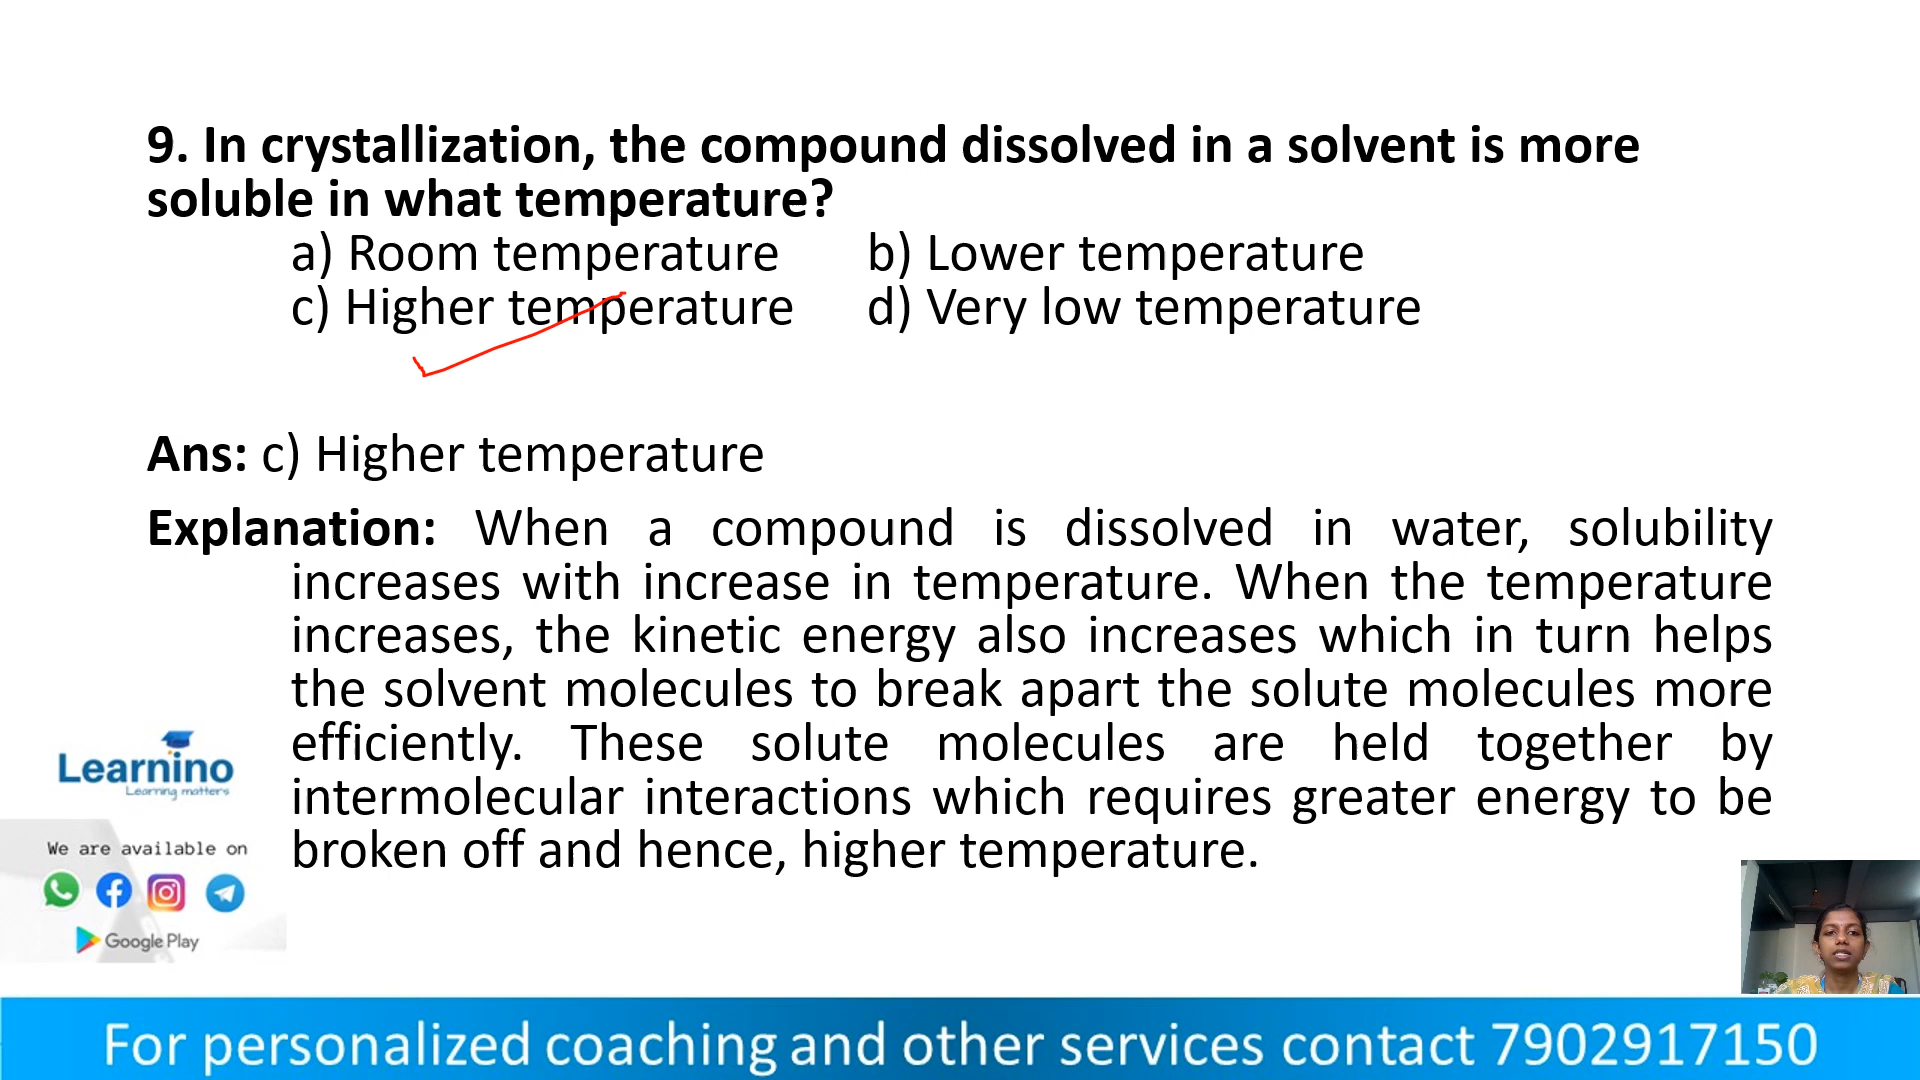 9. In crystallization, the compound dissolved in a solvent is more
soluble in what temperature?
a) Room temperature b) Lower temperature
c) Higher temperature d) Very low temperature
Ans: c) Higher temperature
Explanation: When a compound is dissolved in water, solubility
increases with increase in temperature. When the temperature
increases, the kinetic energy also increases which in turn helps
the solvent molecules to break apart the solute molecules more
efficiently. These solute molecules are held together by
intermolecular interactions which requires greater energy to be
broken off and hence, higher temperature.
Learnino
Learning matters
We are available on
Google Play
For personalized coaching and other services contact 7902917150